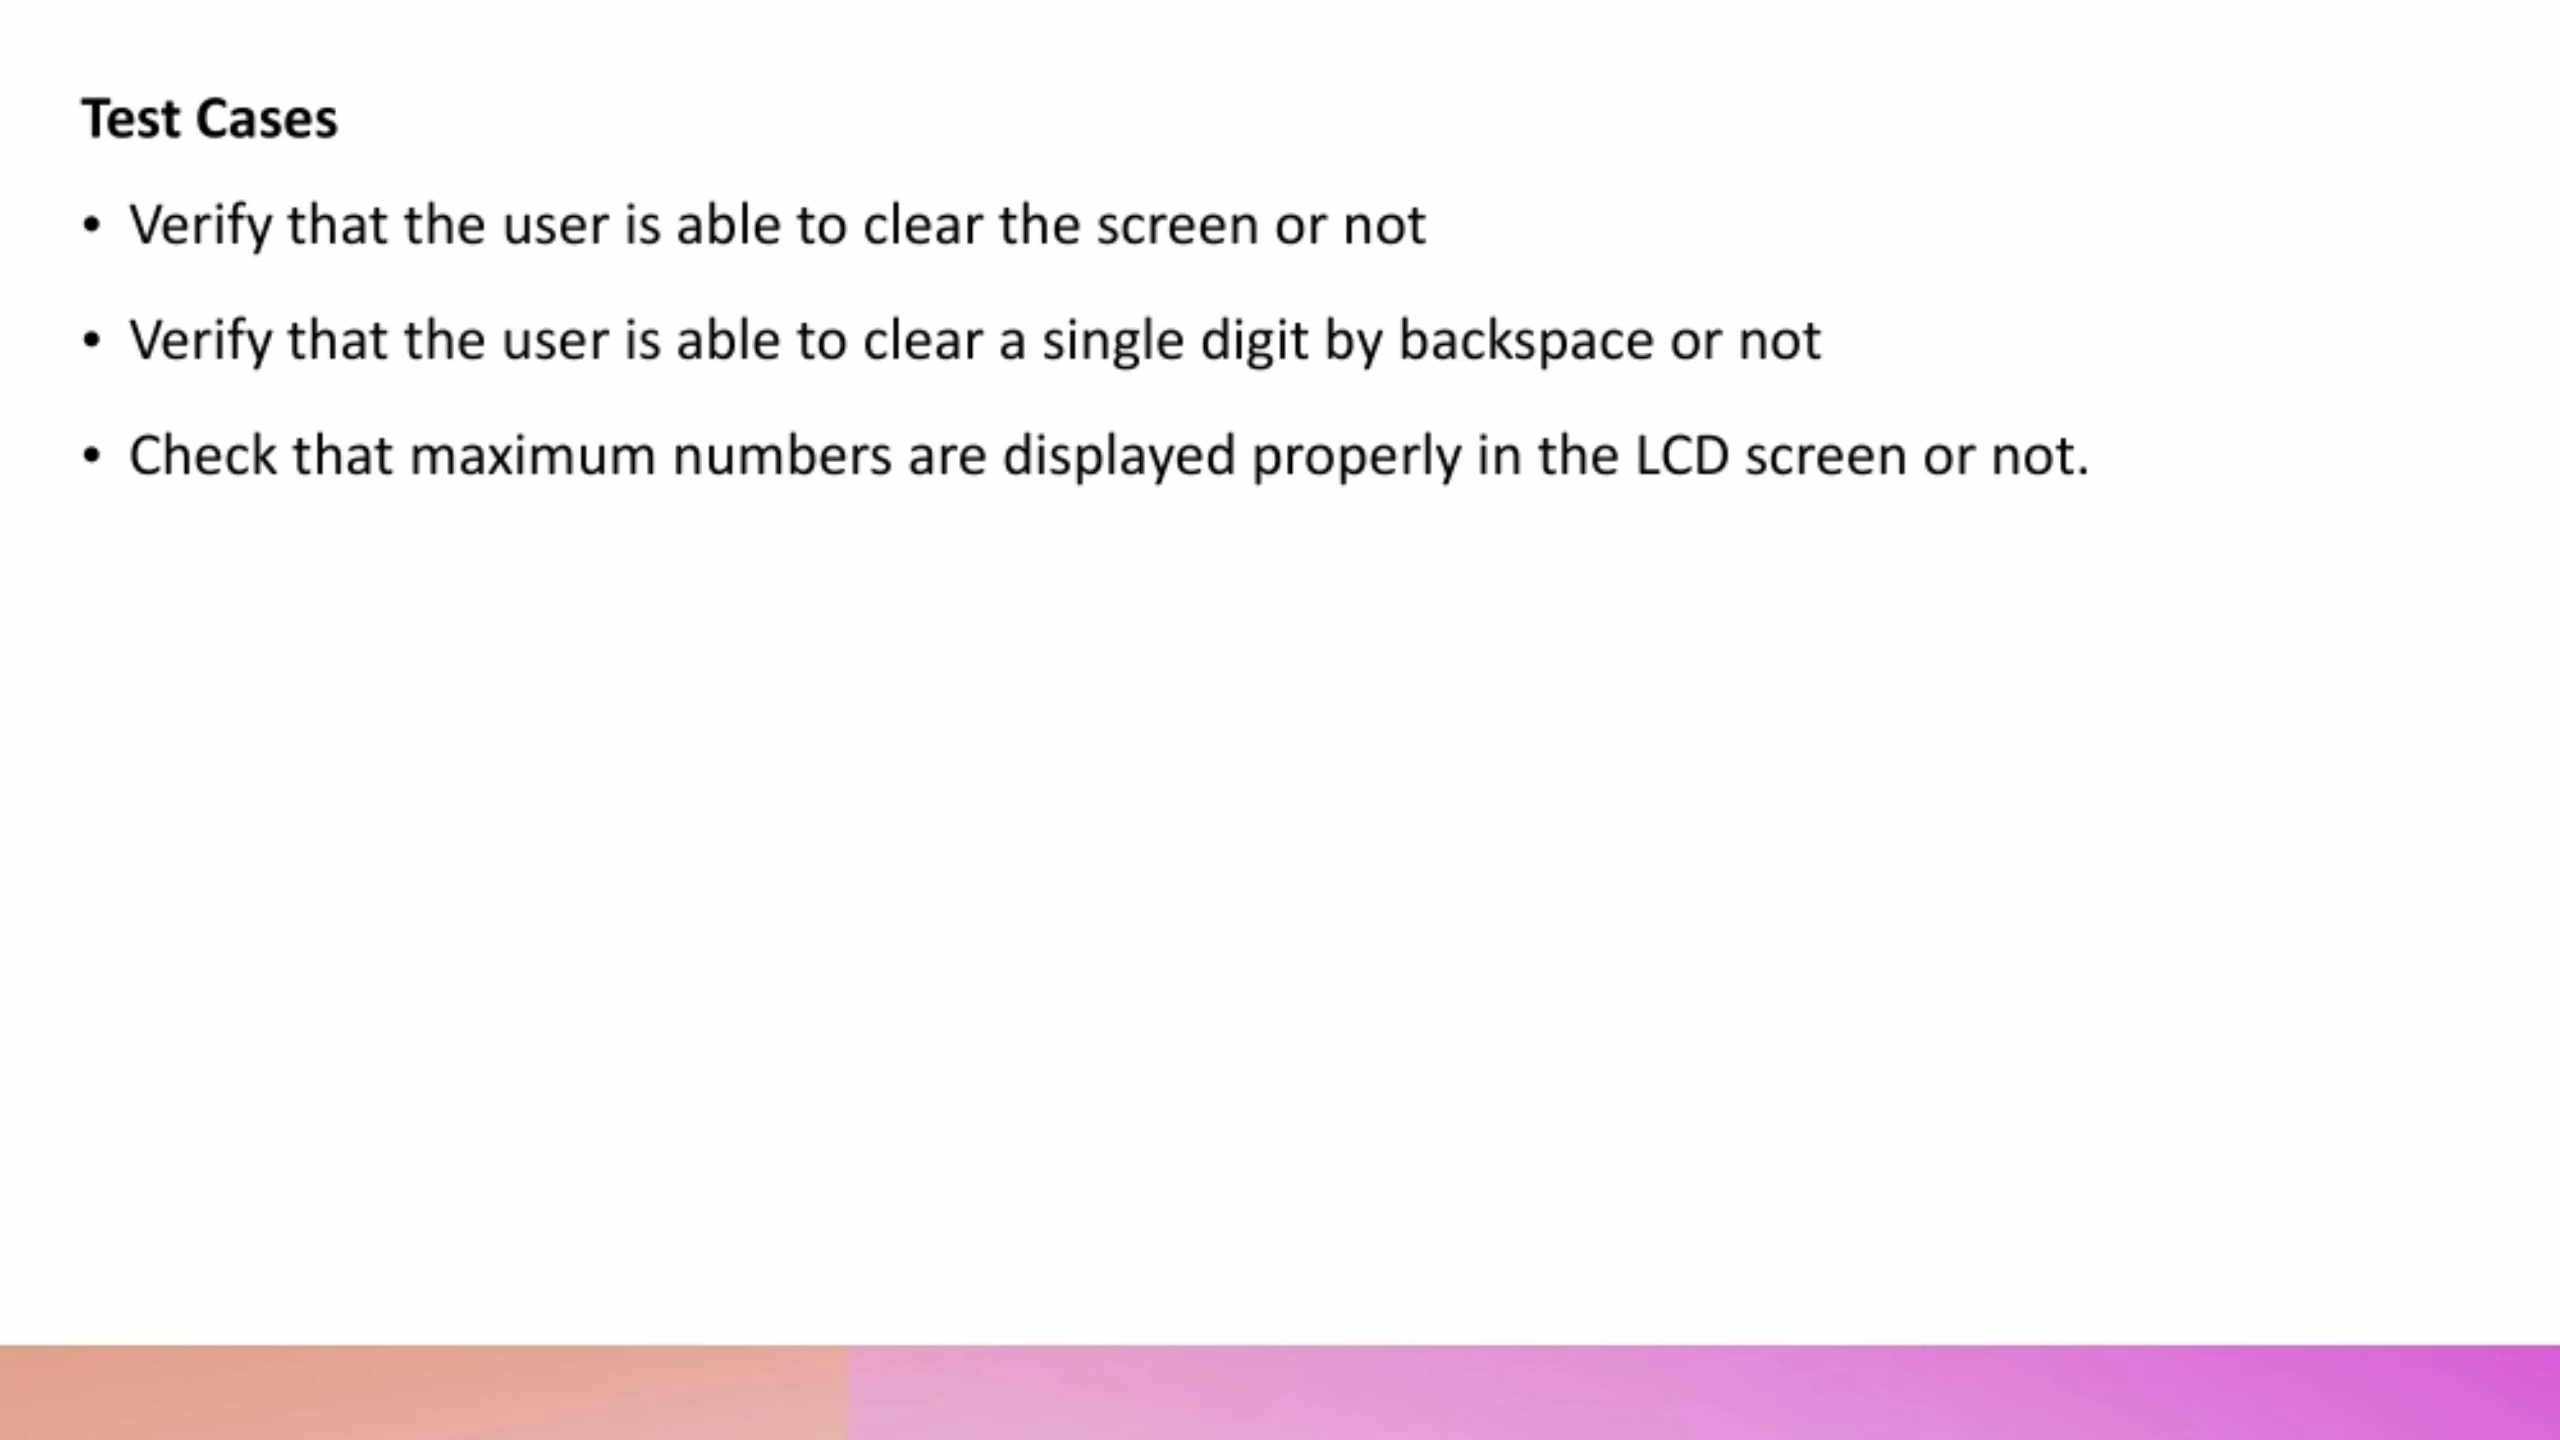 Test Cases
• Verify that the user is able to clear the screen or not
• Verify that the user is able to clear a single digit by backspace or not
• Check that maximum numbers are displayed properly in the LCD screen or not.